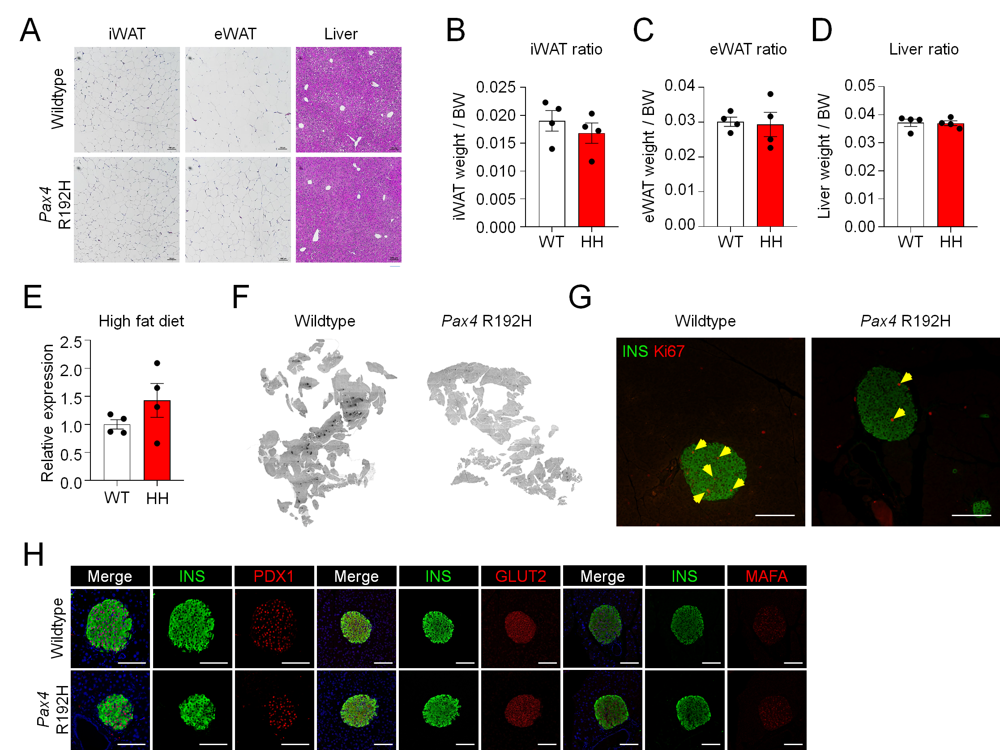 A
iWAT
eWAT
Liver
Wildtype
Pax4
R192H
B
iWAT ratio
iWAT weight / BW
0.025
0.020
0.015
0.010
0.005
0.000
WT
HH
C
eWAT ratio
eWAT weight / BW
0.04
0.03
0.02
0.01
0.00
WT
HH
D
Liver ratio
Liver weight / BW
0.05
0.04
0.03
0.02
0.01
0.00
WT
HH
E
High fat diet
Relative expression
2.5
2.0
1.5
1.0
0.5
0.0
WT
HH
F
Wildtype
Pax4 R192H
G
Wildtype
Pax4 R192H
INS Ki67
H
Merge
INS
PDX1
Merge
INS
GLUT2
Merge
INS
MAFA
Wildtype
Pax4
R192H